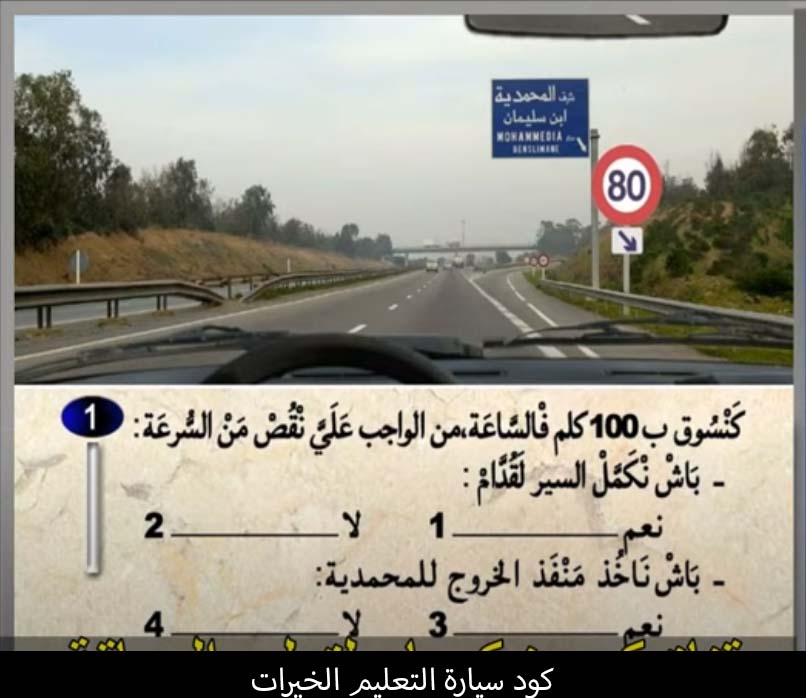 شرق المحمدية
ابن سليمان
MOHAMMEDIA Est
BENSLIMANE
80
1
كَنْسُوق ب 100 كلم فْالسَّاعَة،من الواجب عَلَيَّ نْقُصْ مَنْ السُّرعَة:
- بَاشْ نْكَمَّلْ السير لَقُدَّامْ:
نعم 1 لا 2
- بَاشْ نَاخُذ مَنْفَذ الخروج للمحمدية:
نعم 3 لا 4
كود سيارة التعليم الخيرات